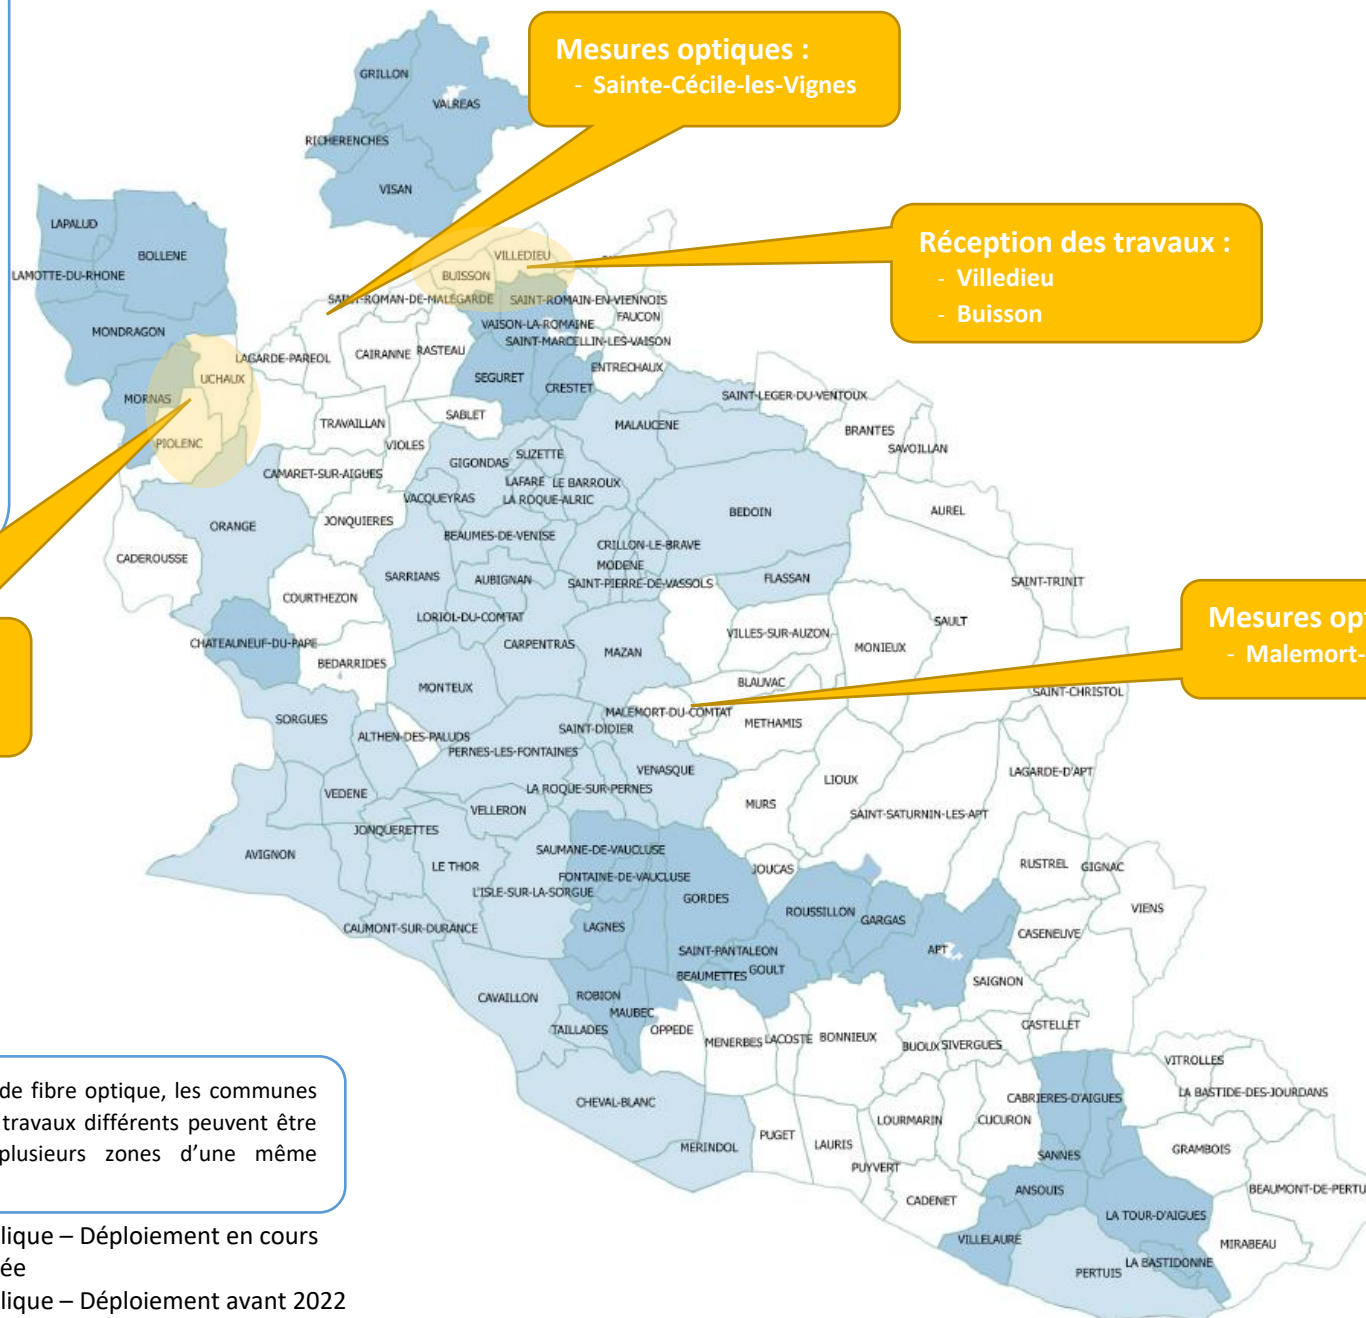 Mesures optiques :
- Sainte-Cécile-les-Vignes
GRILLON
VALREAS
RICHERENCHES
VISAN
Réception des travaux :
- Villedieu
- Buisson
LAPALUD
BOLLENE
LAMOTTE-DU-RHONE
MONDRAGON
MORNAS
UCHAUX
PIOLENC
VILLEDIEU
BUISSON
SAINT-ROMAN-DE-MALEGARDE
SAINT-ROMAIN-EN-VIENNOIS
FAUCON
VAISON-LA-ROMAINE
SAINT-MARCELLIN-LES-VAISON
LAGARDE-PAREOL
CAIRANNE
RASTEAU
ENTRECHAUX
SEGURET
CRESTET
SAINT-LEGER-DU-VENTOUX
TRAVAILLAN
SABLET
MALAUCENE
BRANTES
SAVOILLAN
VIOLES
CAMARET-SUR-AIGUES
GIGONDAS
SUZETTE
LAFARE
LE BARROUX
VACQUEYRAS
LA ROQUE-ALRIC
BEDOIN
AUREL
ORANGE
JONQUIERES
BEAUMES-DE-VENISE
CRILLON-LE-BRAVE
CADEROUSSE
MODENE
SARRIANS
AUBIGNAN
SAINT-PIERRE-DE-VASSOLS
FLASSAN
SAINT-TRINIT
COURTHEZON
LORIOL-DU-COMTAT
SAULT
VILLES-SUR-AUZON
CHATEAUNEUF-DU-PAPE
CARPENTRAS
MAZAN
MONIEUX
BEDARRIDES
Mesures opt
- Malemort-
MONTEUX
BLAUVAC
SAINT-CHRISTOL
SORGUES
MALEMORT-DU-COMTAT
METHAMIS
ALTHEN-DES-PALUDS
SAINT-DIDIER
PERNES-LES-FONTAINES
VENASQUE
LIOUX
LAGARDE-D'APT
VEDENE
LA ROQUE-SUR-PERNES
MURS
VELLERON
SAINT-SATURNIN-LES-APT
JONQUERETTES
AVIGNON
SAUMANE-DE-VAUCLUSE
LE THOR
JOUCAS
RUSTREL
GIGNAC
FONTAINE-DE-VAUCLUSE
L'ISLE-SUR-LA-SORGUE
GORDES
ROUSSILLON
GARGAS
VIENS
CAUMONT-SUR-DURANCE
LAGNES
CASENEUVE
SAINT-PANTALEON
APT
BEAUMETTES
GOULT
SAIGNON
CAVAILLON
ROBION
MAUBEC
TAILLADES
OPPEDE
MENERBES
LACOSTE
BONNIEUX
BUOUX
SIVERGUES
CASTELLET
VITROLLES
LA BASTIDE-DES-JOURDANS
CHEVAL-BLANC
CABRIERES-D'AIGUES
LOURMARIN
CUCURON
PUGET
LAURIS
MERINDOL
GRAMBOIS
SANNES
PUYVERT
CADENET
ANSOUIS
BEAUMONT-DE-PERTU
LA TOUR-D'AIGUES
VILLELAURE
MIRABEAU
LA BASTIDONNE
PERTUIS
de fibre optique, les communes
travaux différents peuvent être
plusieurs zones d'une même
lique – Déploiement en cours
ée
lique – Déploiement avant 2022